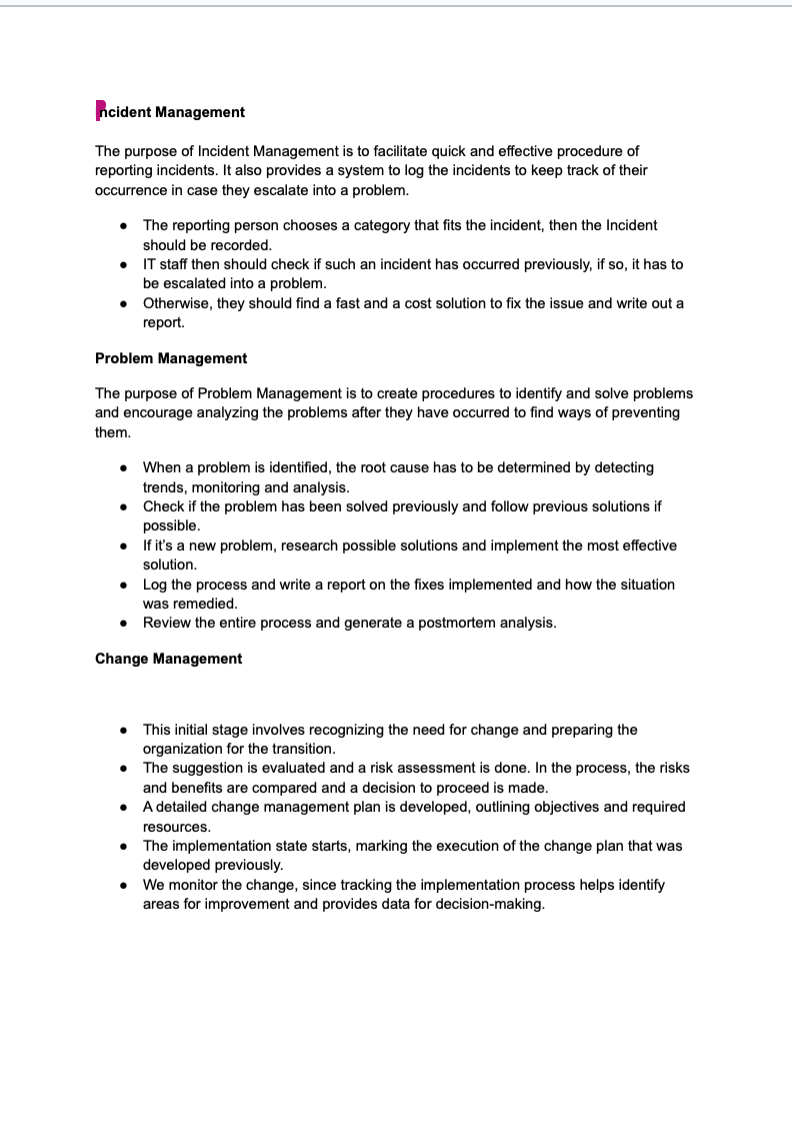 Incident Management
The purpose of Incident Management is to facilitate quick and effective procedure of
reporting incidents. It also provides a system to log the incidents to keep track of their
occurrence in case they escalate into a problem.
● The reporting person chooses a category that fits the incident, then the Incident
should be recorded.
● IT staff then should check if such an incident has occurred previously, if so, it has to
be escalated into a problem.
● Otherwise, they should find a fast and a cost solution to fix the issue and write out a
report.
Problem Management
The purpose of Problem Management is to create procedures to identify and solve problems
and encourage analyzing the problems after they have occurred to find ways of preventing
them.
● When a problem is identified, the root cause has to be determined by detecting
trends, monitoring and analysis.
● Check if the problem has been solved previously and follow previous solutions if
possible.
● If it's a new problem, research possible solutions and implement the most effective
solution.
● Log the process and write a report on the fixes implemented and how the situation
was remedied.
● Review the entire process and generate a postmortem analysis.
Change Management
● This initial stage involves recognizing the need for change and preparing the
organization for the transition.
● The suggestion is evaluated and a risk assessment is done. In the process, the risks
and benefits are compared and a decision to proceed is made.
● A detailed change management plan is developed, outlining objectives and required
resources.
● The implementation state starts, marking the execution of the change plan that was
developed previously.
● We monitor the change, since tracking the implementation process helps identify
areas for improvement and provides data for decision-making.